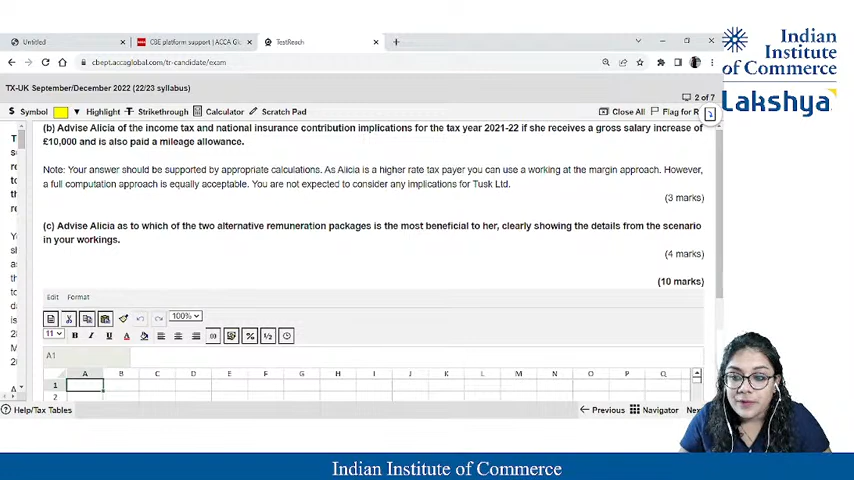 Untitled
CBE platform support | ACCA Gl
TestReach
cbept.accaglobal.com/tr-candidate/exam
TX-UK September/December 2022 (22/23 syllabus)
2 of 7
Symbol Highlight Strikethrough Calculator Scratch Pad Close All Flag for R
(b) Advise Alicia of the income tax and national insurance contribution implications for the tax year 2021-22 if she receives a gross salary increase of
£10,000 and is also paid a mileage allowance.
Note: Your answer should be supported by appropriate calculations. As Alicia is a higher rate tax payer you can use a working at the margin approach. However,
a full computation approach is equally acceptable. You are not expected to consider any implications for Tusk Ltd.
(3 marks)
(c) Advise Alicia as to which of the two alternative remuneration packages is the most beneficial to her, clearly showing the details from the scenario
in your workings.
(4 marks)
(10 marks)
Edit Format
100%
11 B I U A
A1
A B C D E F G H I J K L M N O P Q
1
2
Help/Tax Tables Previous Navigator Nex
Indian
Institute
of Commerce
Lakshya
Indian Institute of Commerce